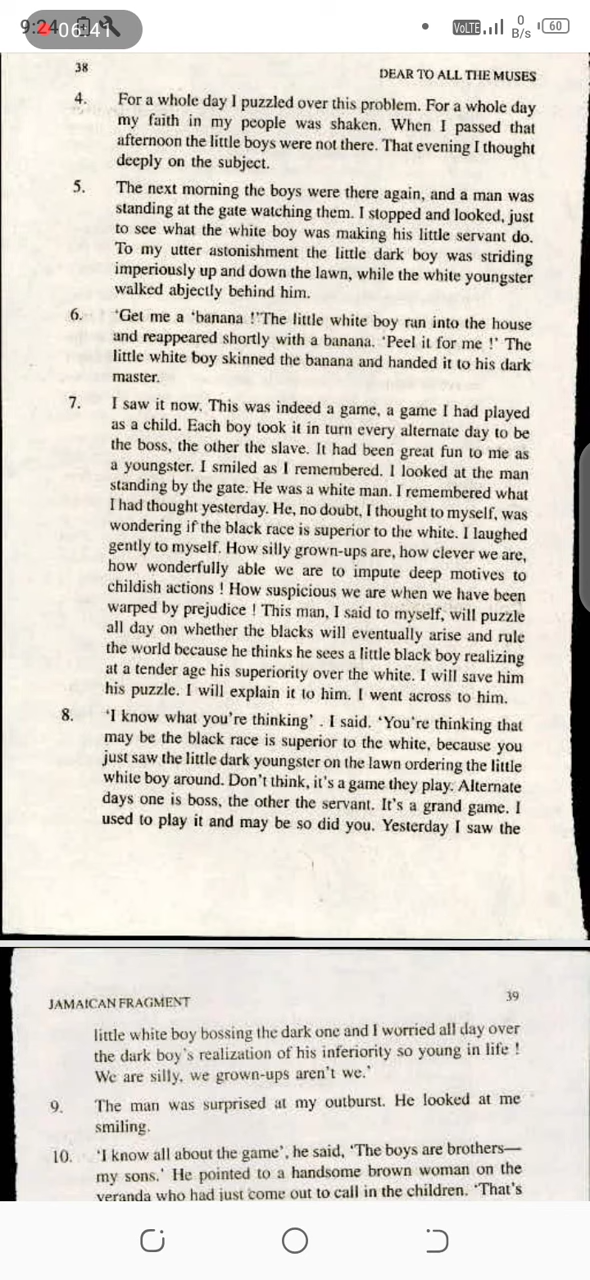 9:24
06:41
VoLTE
0
B/s
60
38
DEAR TO ALL THE MUSES
4. For a whole day I puzzled over this problem. For a whole day
my faith in my people was shaken. When I passed that
afternoon the little boys were not there. That evening I thought
deeply on the subject.
5. The next morning the boys were there again, and a man was
standing at the gate watching them. I stopped and looked, just
to see what the white boy was making his little servant do.
To my utter astonishment the little dark boy was striding
imperiously up and down the lawn, while the white youngster
walked abjectly behind him.
6. 'Get me a 'banana !'The little white boy run into the house
and reappeared shortly with a banana. 'Peel it for me !' The
little white boy skinned the banana and handed it to his dark
master.
7. I saw it now. This was indeed a game, a game I had played
as a child. Each boy took it in turn every alternate day to be
the boss, the other the slave. It had been great fun to me as
a youngster. I smiled as I remembered. I looked at the man
standing by the gate. He was a white man. I remembered what
I had thought yesterday. He, no doubt, I thought to myself, was
wondering if the black race is superior to the white. I laughed
gently to myself. How silly grown-ups are, how clever we are,
how wonderfully able we are to impute deep motives to
childish actions ! How suspicious we are when we have been
warped by prejudice ! This man, I said to myself, will puzzle
all day on whether the blacks will eventually arise and rule
the world because he thinks he sees a little black boy realizing
at a tender age his superiority over the white. I will save him
his puzzle. I will explain it to him. I went across to him.
8. 'I know what you're thinking' . I said. 'You're thinking that
may be the black race is superior to the white, because you
just saw the little dark youngster on the lawn ordering the little
white boy around. Don't think, it's a game they play. Alternate
days one is boss, the other the servant. It's a grand game. I
used to play it and may be so did you. Yesterday I saw the
JAMAICAN FRAGMENT
39
little white boy bossing the dark one and I worried all day over
the dark boy's realization of his inferiority so young in life !
We are silly, we grown-ups aren't we.'
9. The man was surprised at my outburst. He looked at me
smiling.
10. 'I know all about the game', he said, 'The boys are brothers—
my sons.' He pointed to a handsome brown woman on the
veranda who had just come out to call in the children. 'That's